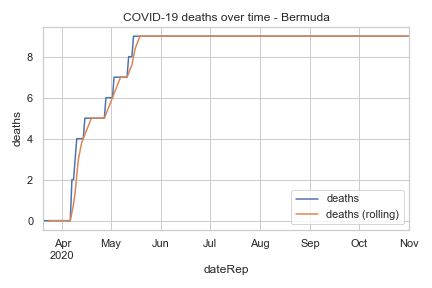 COVID-19 deaths over time - Bermuda
deaths
8
6
4
2
0
deaths
deaths (rolling)
Apr May Jun Jul Aug Sep Oct Nov
2020
dateRep